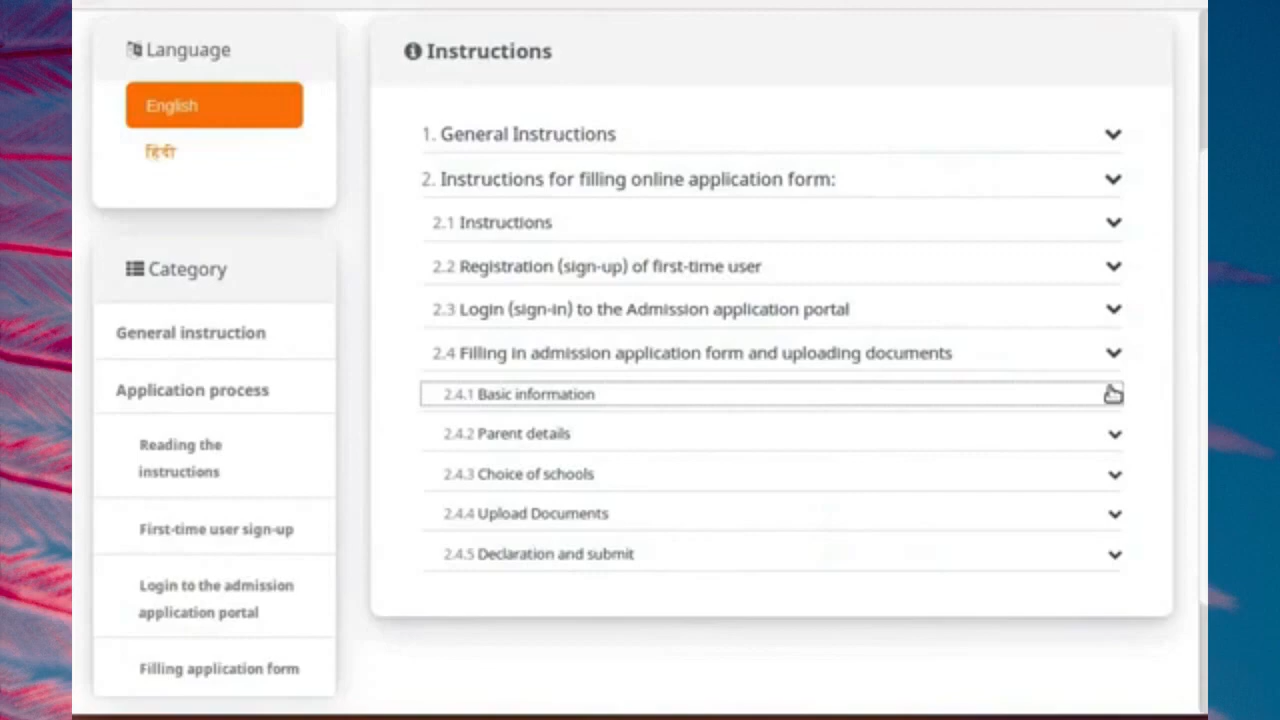 Language
English
हिंदी
Category
General instruction
Application process
Reading the
instructions
First-time user sign-up
Login to the admission
application portal
Filling application form
Instructions
1. General Instructions
2. Instructions for filling online application form:
2.1 Instructions
2.2 Registration (sign-up) of first-time user
2.3 Login (sign-in) to the Admission application portal
2.4 Filling in admission application form and uploading documents
2.4.1 Basic information
2.4.2 Parent details
2.4.3 Choice of schools
2.4.4 Upload Documents
2.4.5 Declaration and submit